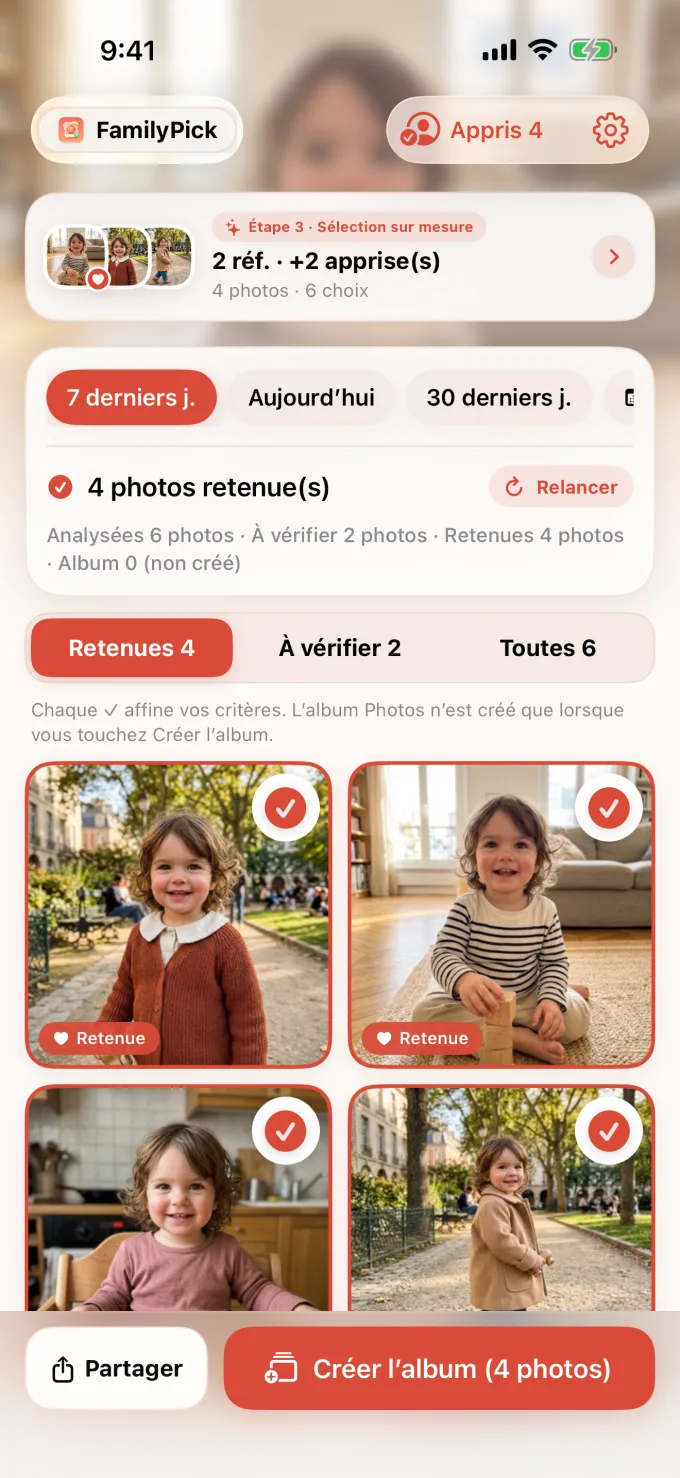 9:41
FamilyPick
Appris 4
Étape 3 · Sélection sur mesure
2 réf. · +2 apprise(s)
4 photos · 6 choix
7 derniers j.
Aujourd’hui
30 derniers j.
4 photos retenue(s)
Relancer
Analysées 6 photos · À vérifier 2 photos · Retenues 4 photos
· Album 0 (non créé)
Retenues 4
À vérifier 2
Toutes 6
Chaque ✓ affine vos critères. L’album Photos n’est créé que lorsque
vous touchez Créer l’album.
Retenue
Retenue
Partager
Créer l’album (4 photos)